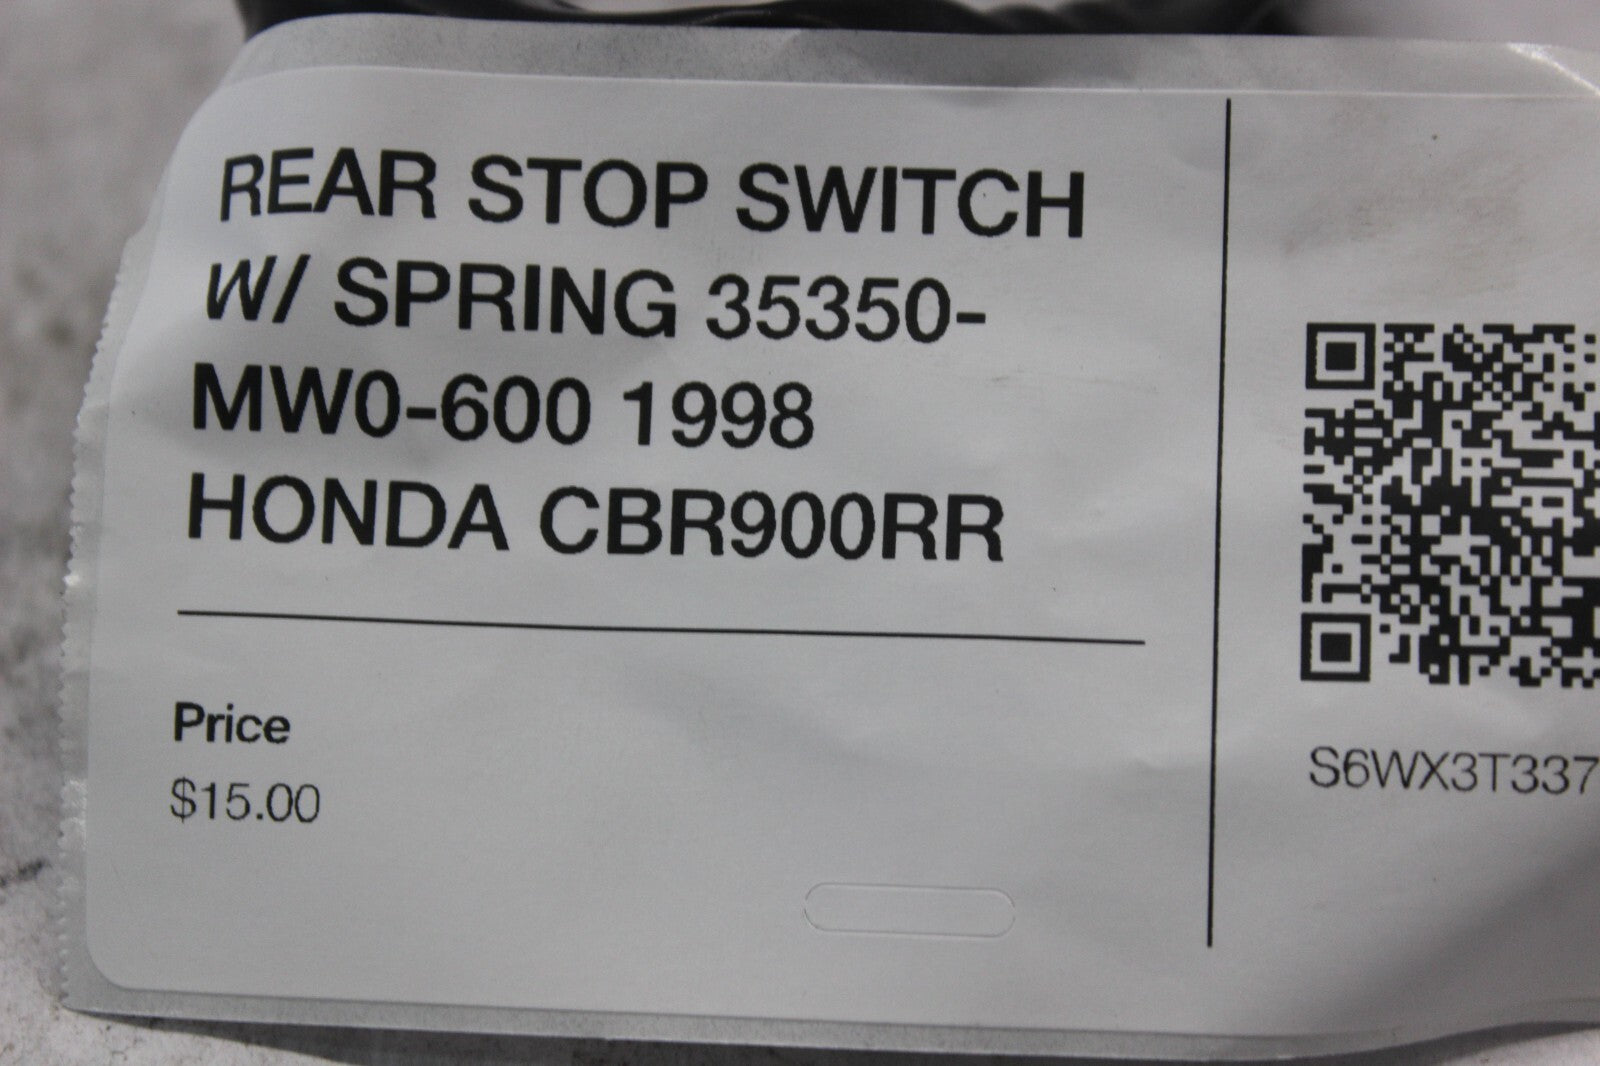 REAR STOP SWITCH
W/ SPRING 35350-
MW0-600 1998
HONDA CBR900RR
Price
$15.00
S6WX3T337